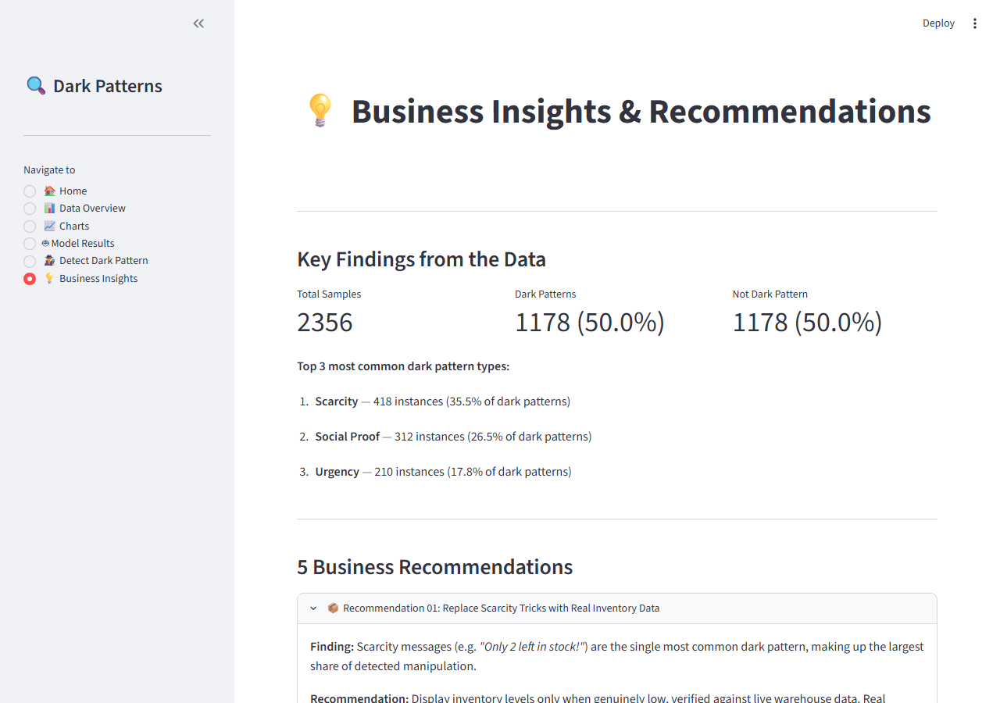 Deploy
🔍 Dark Patterns
Navigate to
🏠 Home
📊 Data Overview
📈 Charts
🤖 Model Results
🕵️ Detect Dark Pattern
💡 Business Insights
💡 Business Insights & Recommendations
Key Findings from the Data
Total Samples
2356
Dark Patterns
1178 (50.0%)
Not Dark Pattern
1178 (50.0%)
Top 3 most common dark pattern types:
1. Scarcity — 418 instances (35.5% of dark patterns)
2. Social Proof — 312 instances (26.5% of dark patterns)
3. Urgency — 210 instances (17.8% of dark patterns)
5 Business Recommendations
📦 Recommendation 01: Replace Scarcity Tricks with Real Inventory Data
Finding: Scarcity messages (e.g. "Only 2 left in stock!") are the single most common dark pattern, making up the largest
share of detected manipulation.
Recommendation: Display inventory levels only when genuinely low, verified against live warehouse data. Real